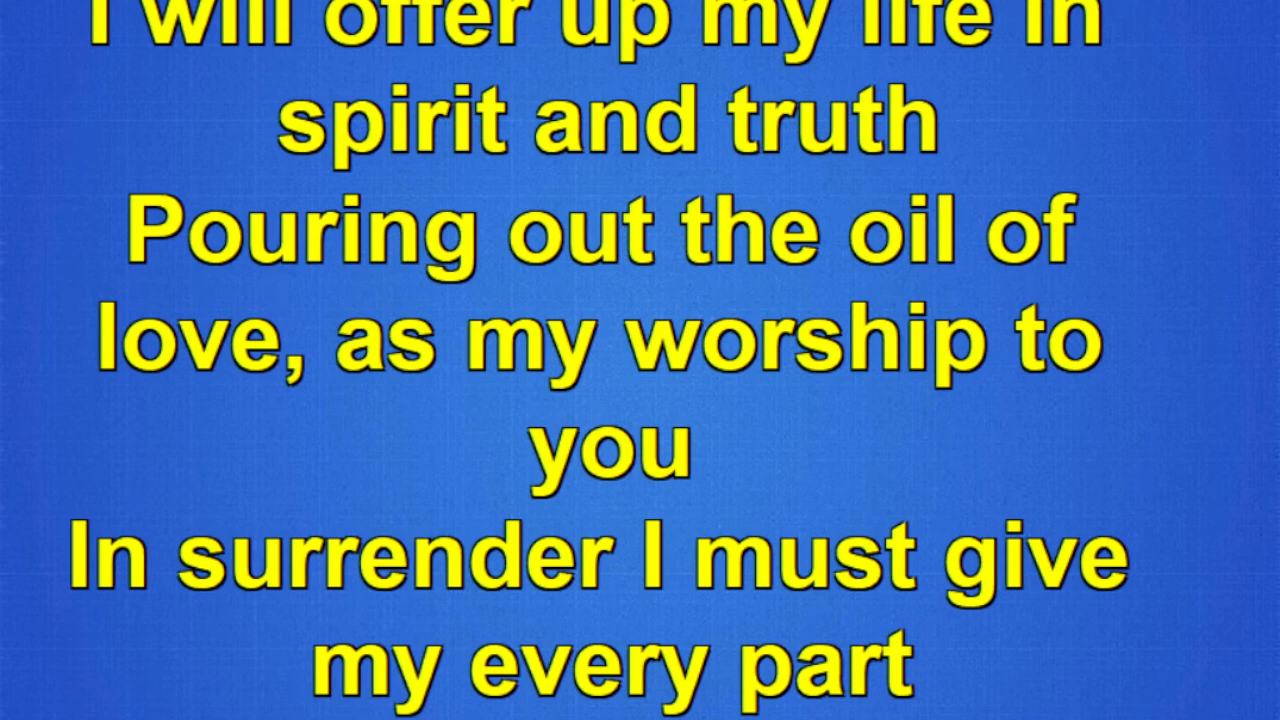 I will offer up my life in
spirit and truth
Pouring out the oil of
love, as my worship to
you
In surrender I must give
my every part